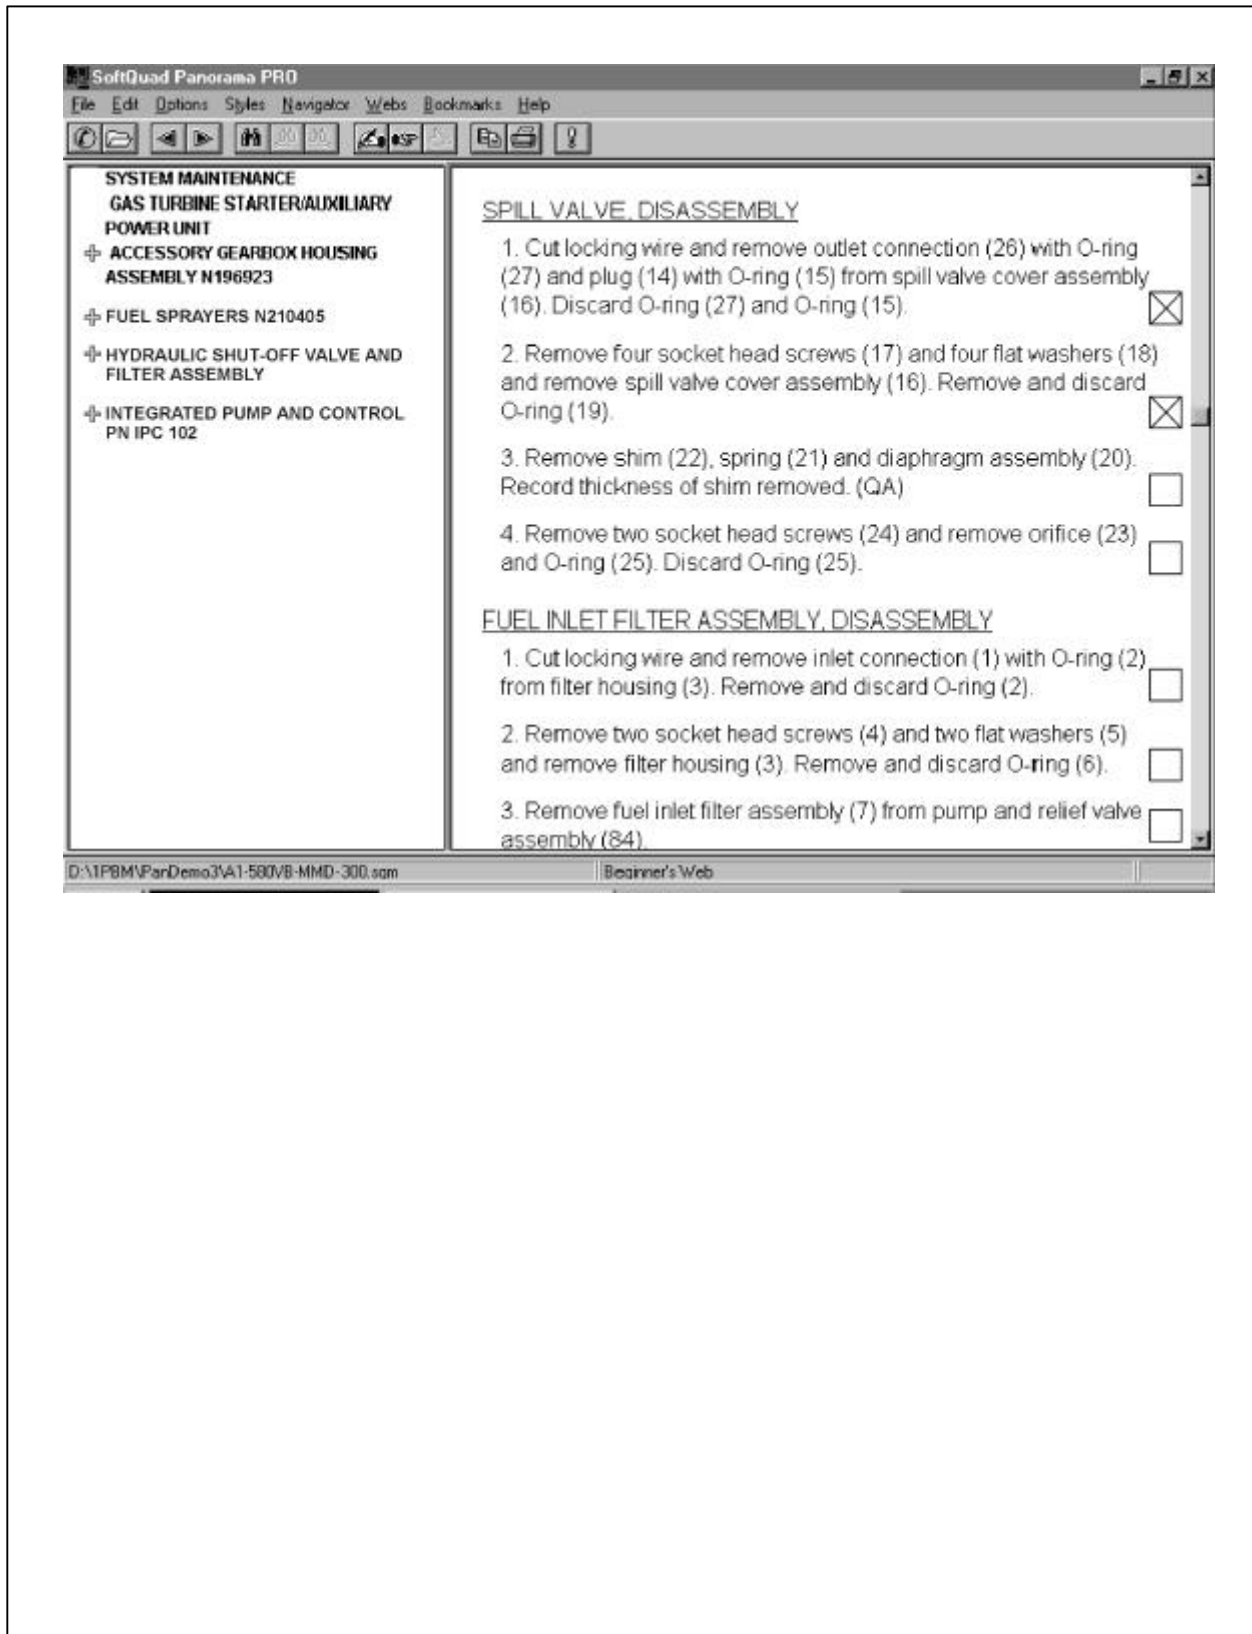 SoftQuad Panorama PRO
File Edit Options Styles Navigator Webs Bookmarks Help
SYSTEM MAINTENANCE
GAS TURBINE STARTER/AUXILIARY
POWER UNIT
ACCESSORY GEARBOX HOUSING
ASSEMBLY N196923
FUEL SPRAYERS N210405
HYDRAULIC SHUT-OFF VALVE AND
FILTER ASSEMBLY
INTEGRATED PUMP AND CONTROL
PN IPC 102
SPILL VALVE, DISASSEMBLY
1. Cut locking wire and remove outlet connection (26) with O-ring
(27) and plug (14) with O-ring (15) from spill valve cover assembly
(16). Discard O-ring (27) and O-ring (15).
2. Remove four socket head screws (17) and four flat washers (18)
and remove spill valve cover assembly (16). Remove and discard
O-ring (19).
3. Remove shim (22), spring (21) and diaphragm assembly (20).
Record thickness of shim removed. (QA)
4. Remove two socket head screws (24) and remove orifice (23)
and O-ring (25). Discard O-ring (25).
FUEL INLET FILTER ASSEMBLY, DISASSEMBLY
1. Cut locking wire and remove inlet connection (1) with O-ring (2)
from filter housing (3). Remove and discard O-ring (2).
2. Remove two socket head screws (4) and two flat washers (5)
and remove filter housing (3). Remove and discard O-ring (6).
3. Remove fuel inlet filter assembly (7) from pump and relief valve
assembly (84).
D:\1PBM\PanDemo3\A1-580VB-MMD-300.sgm
Beginner's Web